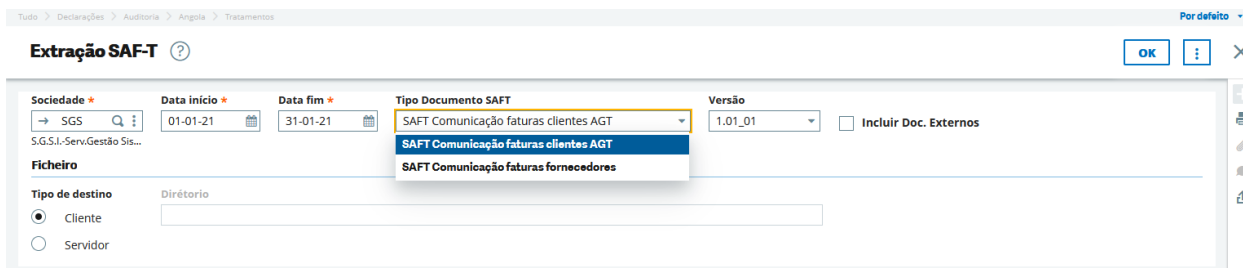 Tudo > Declarações > Auditoria > Angola > Tratamentos Por defeito
Extração SAF-T ?
OK
Sociedade * Data início * Data fim * Tipo Documento SAFT Versão
SGS 01-01-21 31-01-21 SAFT Comunicação faturas clientes AGT 1.01_01 Incluir Doc. Externos
S.G.S.I.-Serv.Gestão Sis... SAFT Comunicação faturas clientes AGT
Ficheiro SAFT Comunicação faturas fornecedores
Tipo de destino Dirétorio
Cliente
Servidor